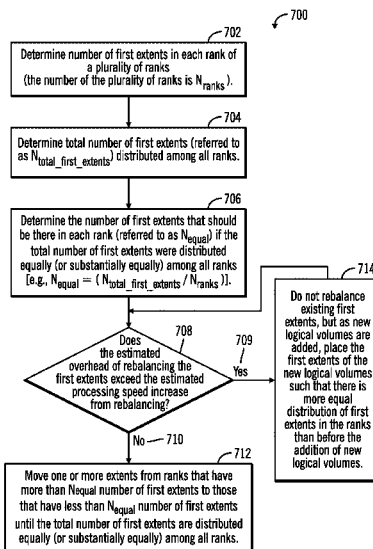 700
702
Determine number of first extents in each rank of
a plurality of ranks
(the number of the plurality of ranks is Nranks).
704
Determine total number of first extents (referred to
as Ntotal_first_extents) distributed among all ranks.
706
Determine the number of first extents that should
be there in each rank (referred to as Nequal) if the
total number of first extents were distributed
equally (or substantially equally) among all ranks
[e.g., Nequal = ( Ntotal_first_extents / Nranks )].
708
Does
the estimated
overhead of rebalancing the
first extents exceed the estimated
processing speed increase
from rebalancing?
709
Yes
714
Do not rebalance
existing first
extents, but as new
logical volumes are
added, place the
first extents of the
new logical volumes
such that there is
more equal
distribution of first
extents in the ranks
than before the
addition of new
logical volumes.
No
710
712
Move one or more extents from ranks that have
more than Nequal number of first extents to those
that have less than Nequal number of first extents
until the total number of first extents are distributed
equally (or substantially equally) among all ranks.